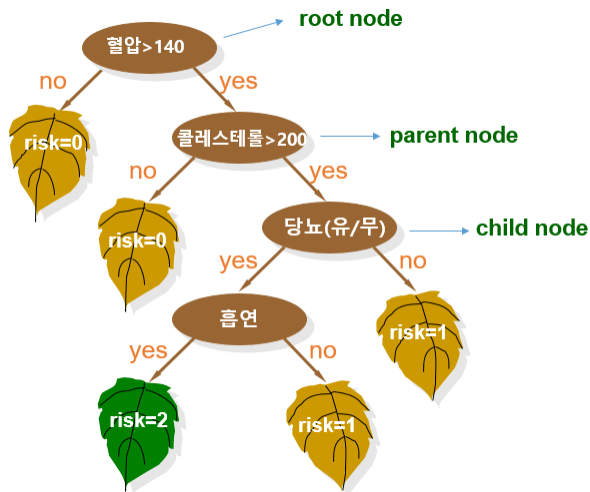 root node
혈압>140
no
yes
risk=0
콜레스테롤>200
parent node
no
yes
risk=0
당뇨(유/무)
child node
yes
no
흡연
risk=1
yes
no
risk=2
risk=1